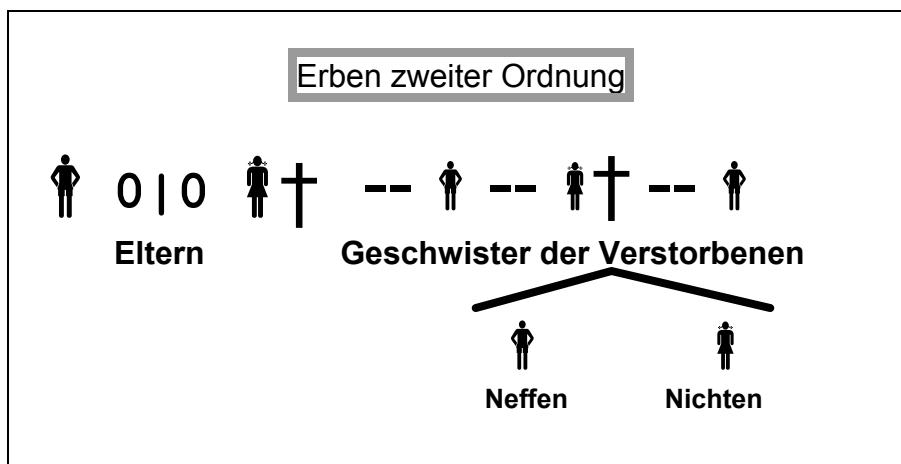 Erben zweiter Ordnung
0 | 0
Eltern
Geschwister der Verstorbenen
Neffen
Nichten